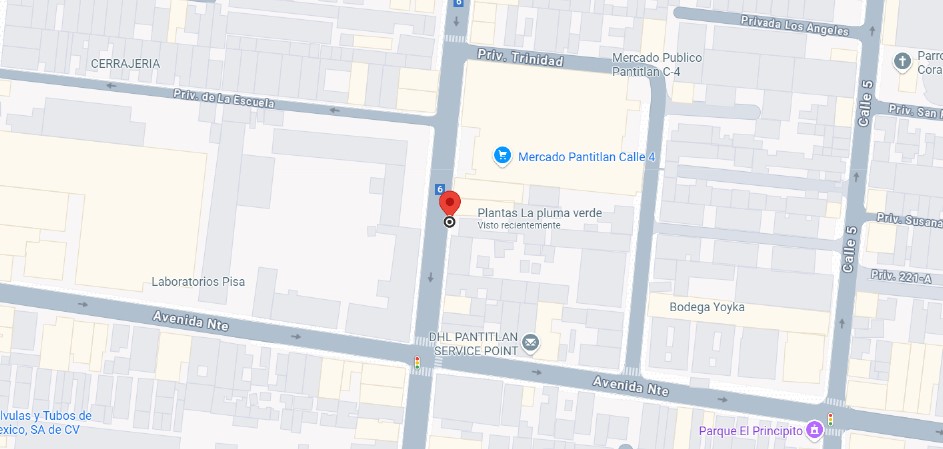 6
Privada Los Angeles
Priv. Trinidad
Mercado Publico
Pantitlan C-4
CERRAJERIA
Parro
Cora
Priv. de La Escuela
Calle 5
Priv. San
Mercado Pantitlan Calle 4
6
Plantas La pluma verde
Visto recientemente
Priv. Susana
Calle 5
Priv. 221-A
Laboratorios Pisa
Bodega Yoyka
Avenida Nte
DHL PANTITLAN
SERVICE POINT
Avenida Nte
lvulas y Tubos de
exico, SA de CV
Parque El Principito